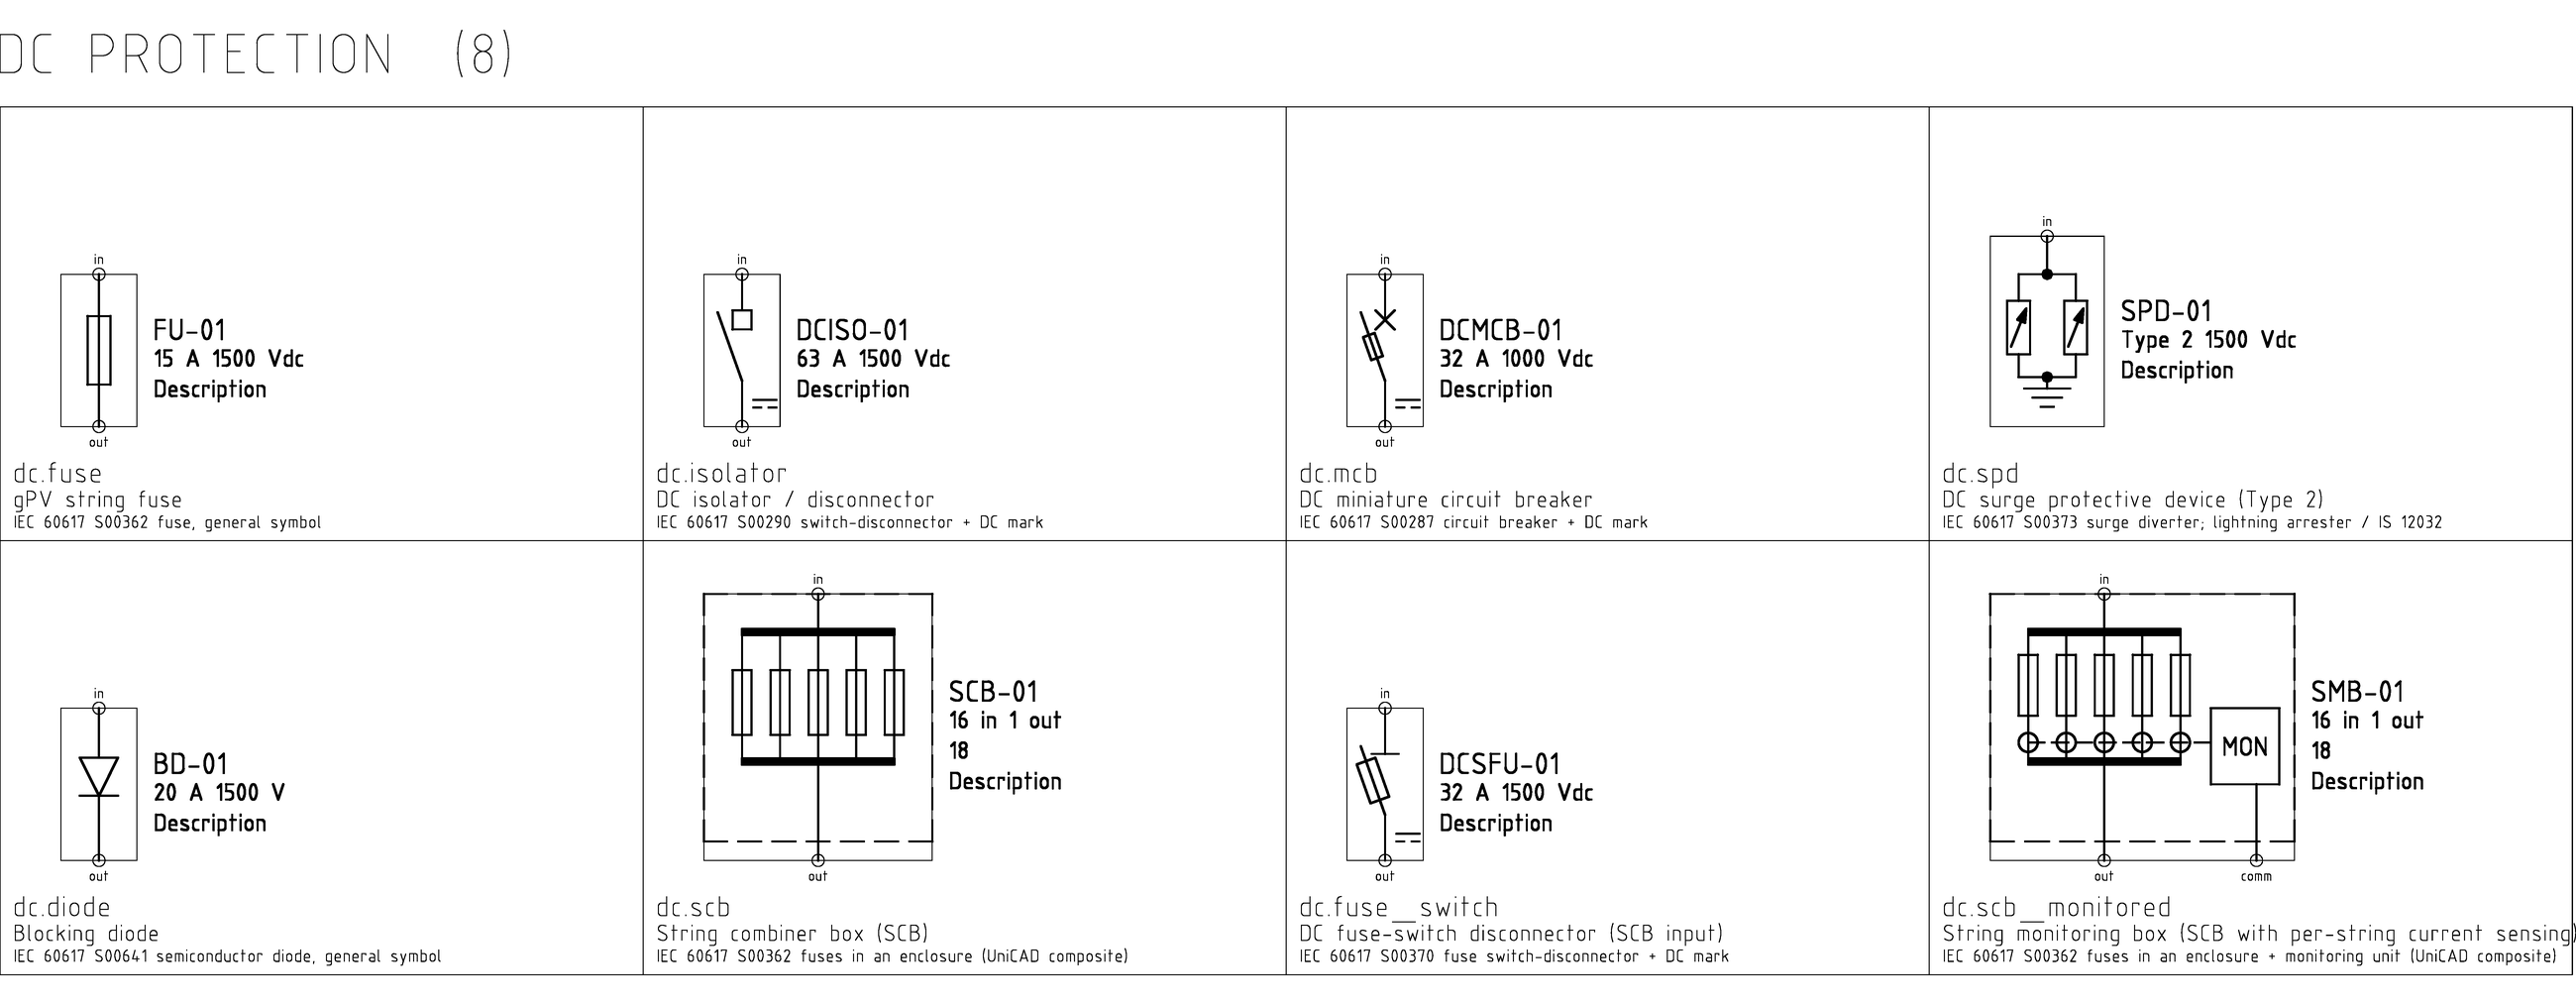 DC PROTECTION (8)
in
FU-01
15 A 1500 Vdc
Description
out
dc.fuse
gPV string fuse
IEC 60617 S00362 fuse, general symbol
in
DCISO-01
63 A 1500 Vdc
Description
out
dc.isolator
DC isolator / disconnector
IEC 60617 S00290 switch-disconnector + DC mark
in
DCMCB-01
32 A 1000 Vdc
Description
out
dc.mcb
DC miniature circuit breaker
IEC 60617 S00287 circuit breaker + DC mark
in
SPD-01
Type 2 1500 Vdc
Description
dc.spd
DC surge protective device (Type 2)
IEC 60617 S00373 surge diverter; lightning arrester / IS 12032
in
BD-01
20 A 1500 V
Description
out
dc.diode
Blocking diode
IEC 60617 S00641 semiconductor diode, general symbol
in
SCB-01
16 in 1 out
18
Description
out
dc.scb
String combiner box (SCB)
IEC 60617 S00362 fuses in an enclosure (UniCAD composite)
in
DCSFU-01
32 A 1500 Vdc
Description
out
dc.fuse_switch
DC fuse-switch disconnector (SCB input)
IEC 60617 S00370 fuse switch-disconnector + DC mark
in
MON
SMB-01
16 in 1 out
18
Description
out
comm
dc.scb_monitored
String monitoring box (SCB with per-string current sensing)
IEC 60617 S00362 fuses in an enclosure + monitoring unit (UniCAD composite)